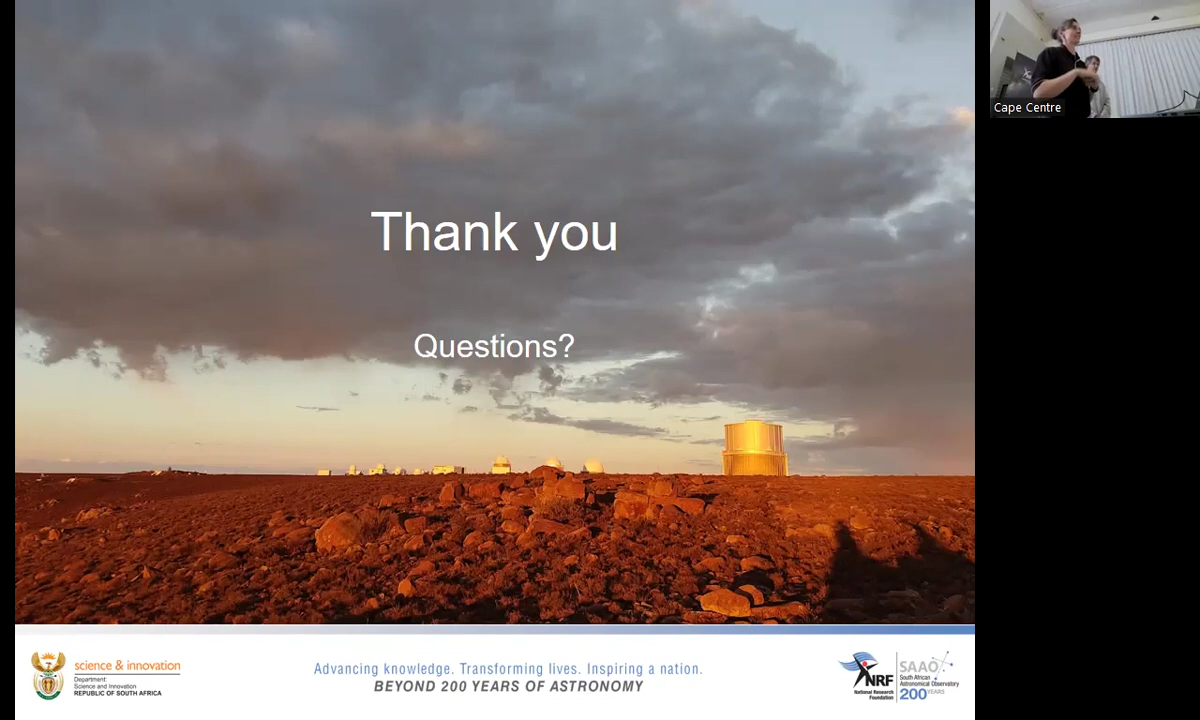 Thank you
Questions?
Cape Centre
science & innovation
Department:
Science and Innovation
REPUBLIC OF SOUTH AFRICA
Advancing knowledge. Transforming lives. Inspiring a nation.
BEYOND 200 YEARS OF ASTRONOMY
NRF
National Research
Foundation
SAAO
South African
Astronomical Observatory
200 YEARS